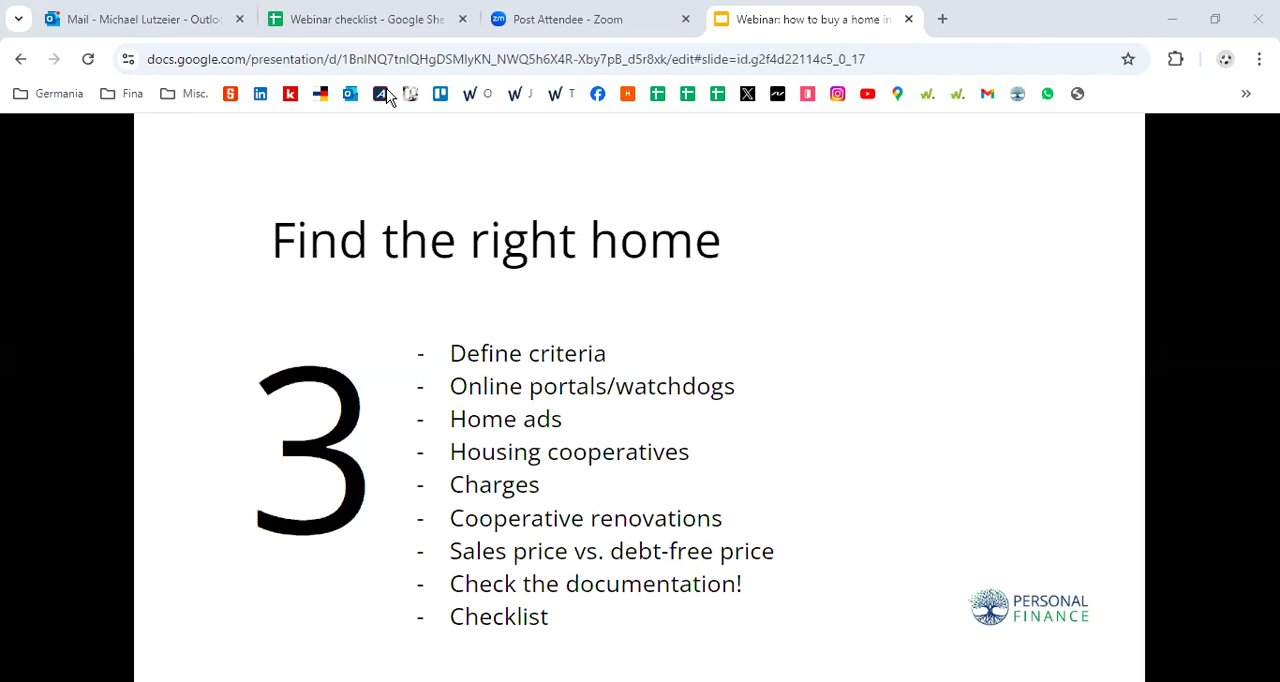 Mail - Michael Lutzeier - Outlo
Webinar checklist - Google She
zm
Post Attendee - Zoom
Webinar: how to buy a home in
docs.google.com/presentation/d/1BnINQ7tnIQHgDSMIyKN_NWQ5h6X4R-Xby7pB_d5r8xk/edit#slide=id.g2f4d22114c5_0_17
Germania
Fina
Misc.
O
J
T
Find the right home
3
- Define criteria
- Online portals/watchdogs
- Home ads
- Housing cooperatives
- Charges
- Cooperative renovations
- Sales price vs. debt-free price
- Check the documentation!
- Checklist
PERSONAL
FINANCE